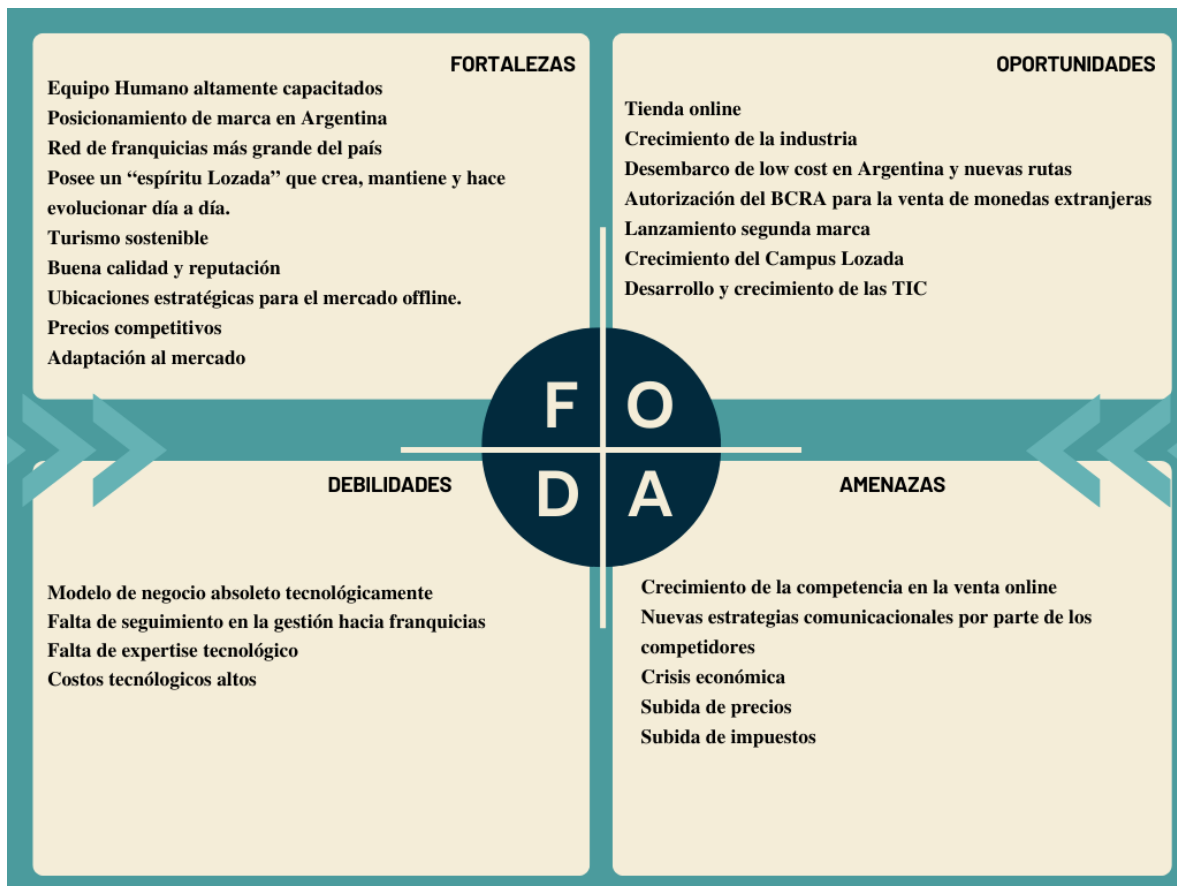 FORTALEZAS
Equipo Humano altamente capacitados
Posicionamiento de marca en Argentina
Red de franquicias más grande del país
Posee un “espíritu Lozada” que crea, mantiene y hace
evolucionar día a día.
Turismo sostenible
Buena calidad y reputación
Ubicaciones estratégicas para el mercado offline.
Precios competitivos
Adaptación al mercado
OPORTUNIDADES
Tienda online
Crecimiento de la industria
Desembarco de low cost en Argentina y nuevas rutas
Autorización del BCRA para la venta de monedas extranjeras
Lanzamiento segunda marca
Crecimiento del Campus Lozada
Desarrollo y crecimiento de las TIC
F O
D A
DEBILIDADES
Modelo de negocio absoleto tecnológicamente
Falta de seguimiento en la gestión hacia franquicias
Falta de expertise tecnológico
Costos tecnólogicos altos
AMENAZAS
Crecimiento de la competencia en la venta online
Nuevas estrategias comunicacionales por parte de los
competidores
Crisis económica
Subida de precios
Subida de impuestos